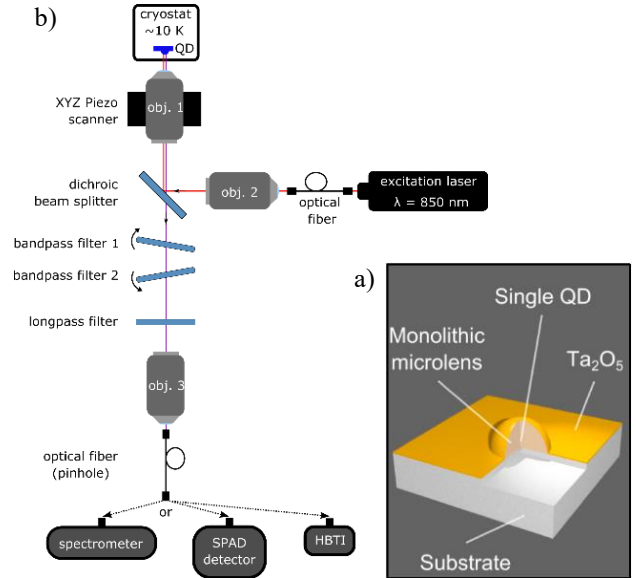 b)
cryostat
~10 K
QD
XYZ Piezo
scanner
obj. 1
dichroic
beam splitter
obj. 2
optical
fiber
excitation laser
λ = 850 nm
bandpass filter 1
bandpass filter 2
longpass filter
obj. 3
optical fiber
(pinhole)
or
spectrometer
SPAD
detector
HBTI
a)
Single QD
Monolithic
microlens
Ta₂O₅
Substrate